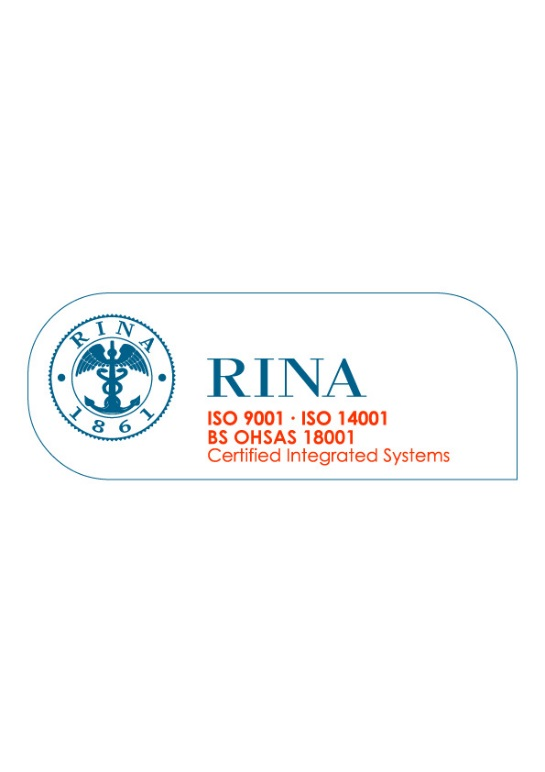 RINA
1861
RINA
ISO 9001 · ISO 14001
BS OHSAS 18001
Certified Integrated Systems